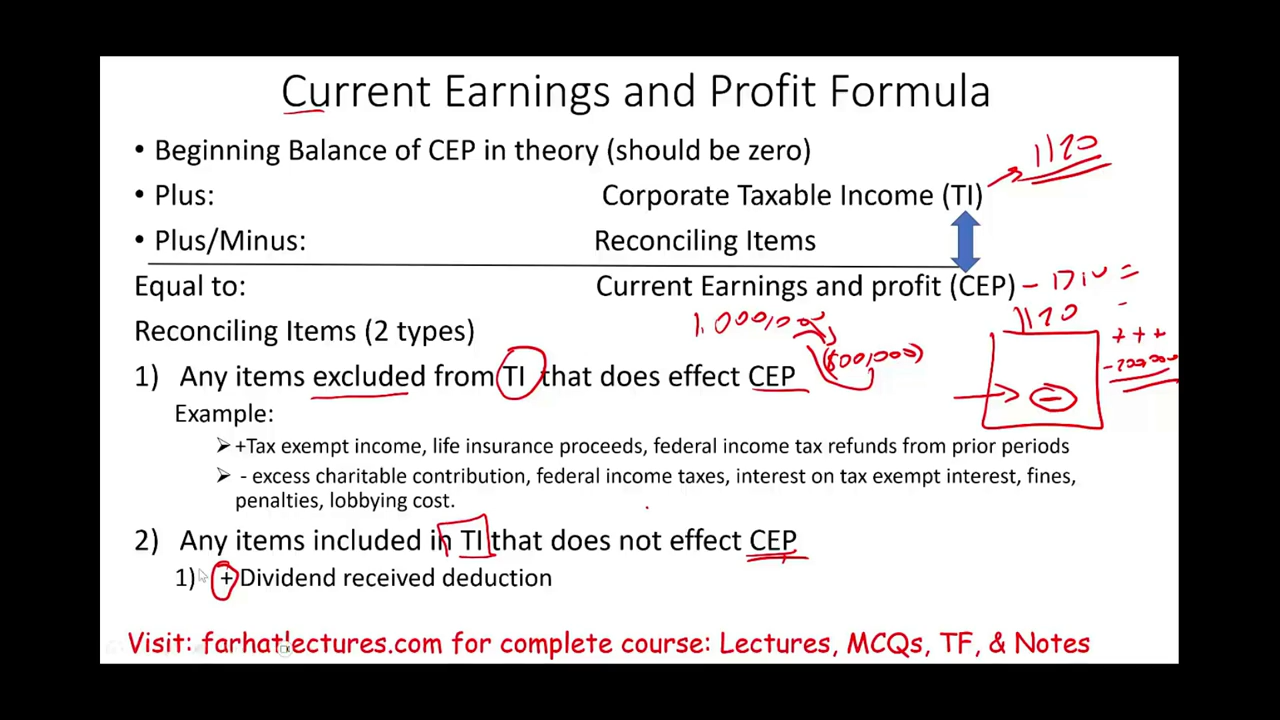 Current Earnings and Profit Formula
• Beginning Balance of CEP in theory (should be zero)
1120
• Plus: Corporate Taxable Income (TI)
• Plus/Minus: Reconciling Items
Equal to: Current Earnings and profit (CEP)
1120
Reconciling Items (2 types)
1,000,000
+++
1) Any items excluded from TI that does effect CEP
Example:
➢ +Tax exempt income, life insurance proceeds, federal income tax refunds from prior periods
➢ - excess charitable contribution, federal income taxes, interest on tax exempt interest, fines,
penalties, lobbying cost.
2) Any items included in TI that does not effect CEP
1) + Dividend received deduction
Visit: farhatlectures.com for complete course: Lectures, MCQs, TF, & Notes